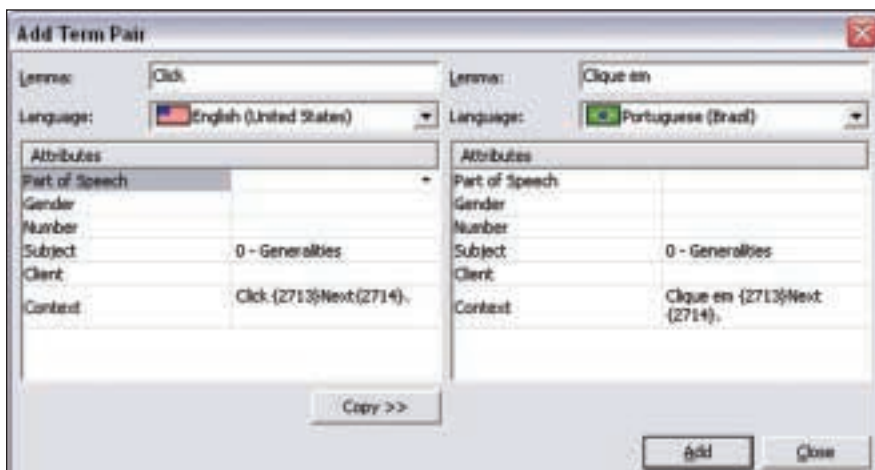 Add Term Pair
Lemma: Click Lemma: Clique em
Language: English (United States) Language: Portuguese (Brazil)
Attributes Attributes
Part of Speech Part of Speech
Gender Gender
Number Number
Subject 0 - Generalities Subject 0 - Generalities
Client Client
Context Click {2713}Next{2714}. Context Clique em {2713}Next
{2714}.
Copy >>
Add Close